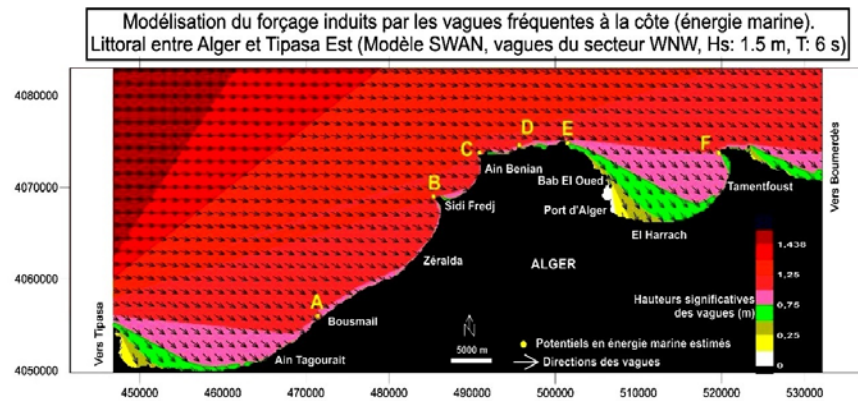 Modélisation du forçage induits par les vagues fréquentes à la côte (énergie marine).
Littoral entre Alger et Tipasa Est (Modèle SWAN, vagues du secteur WNW, Hs: 1.5 m, T: 6 s)
4080000
4070000
4060000
4050000
A
B
C
D
E
F
Ain Benian
Bab El Oued
Tamentfoust
Sidi Fredj
Port d'Alger
El Harrach
Zéralda
ALGER
Bousmail
Ain Tagourait
Vers Tipasa
Vers Boumerdès
N
5000 m
Hauteurs significatives
des vagues (m)
1.438
1,25
0,75
0,25
0,
Potentiels en énergie marine estimés
Directions des vagues
450000
460000
470000
480000
490000
500000
510000
520000
530000